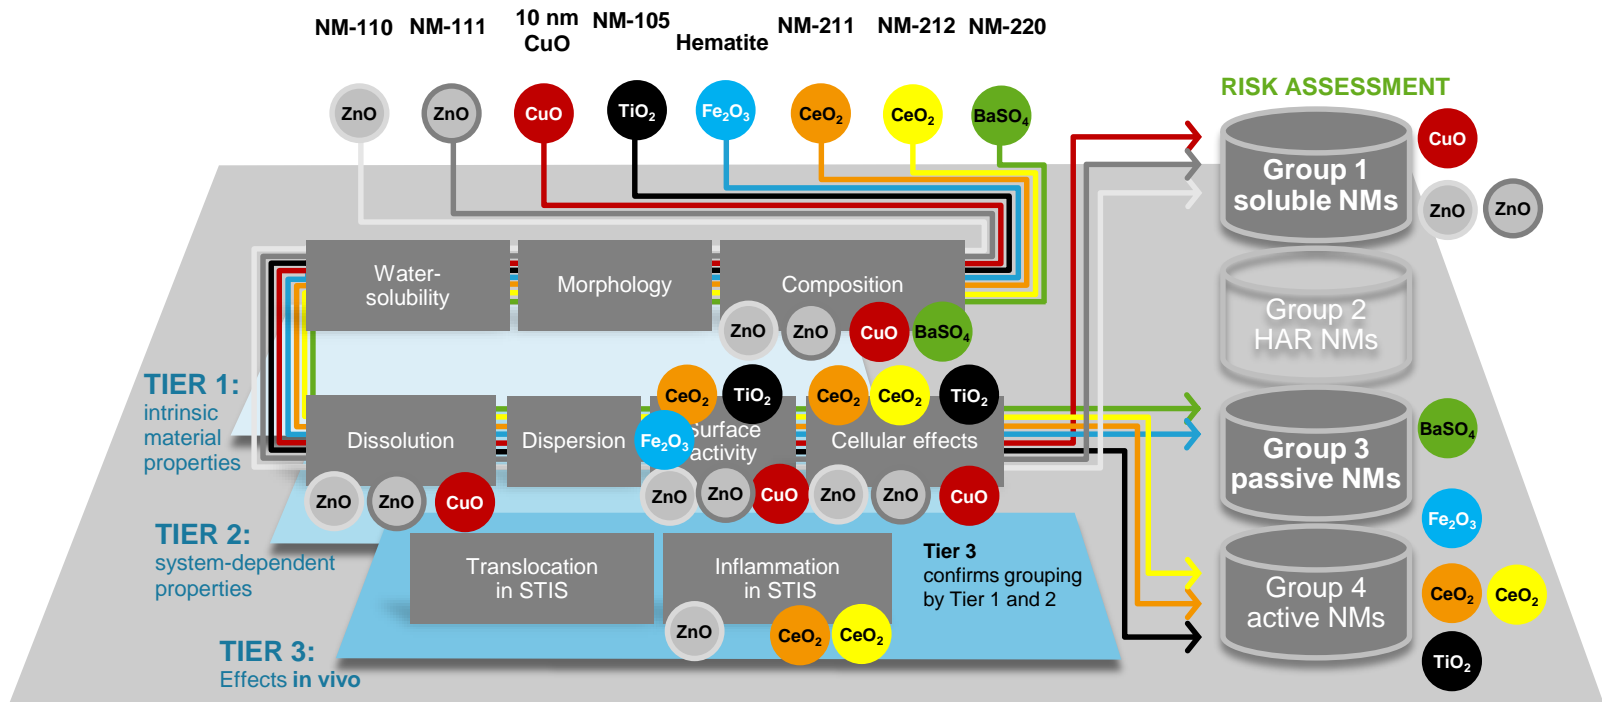 NM-110
NM-111
10 nm
CuO
NM-105
Hematite
NM-211
NM-212
NM-220
ZnO
ZnO
CuO
TiO₂
Fe₂O₃
CeO₂
CeO₂
BaSO₄
RISK ASSESSMENT
Group 1
soluble NMs
CuO
ZnO
ZnO
Water-
solubility
Morphology
Composition
ZnO
ZnO
CuO
BaSO₄
Group 2
HAR NMs
TIER 1:
intrinsic
material
properties
CeO₂
TiO₂
CeO₂
CeO₂
TiO₂
Dissolution
Dispersion
Fe₂O₃
Surface
activity
Cellular effects
ZnO
ZnO
CuO
ZnO
ZnO
CuO
ZnO
ZnO
CuO
Group 3
passive NMs
BaSO₄
Fe₂O₃
TIER 2:
system-dependent
properties
Translocation
in STIS
Inflammation
in STIS
Tier 3
confirms grouping
by Tier 1 and 2
ZnO
CeO₂
CeO₂
Group 4
active NMs
CeO₂
CeO₂
TiO₂
TIER 3:
Effects in vivo